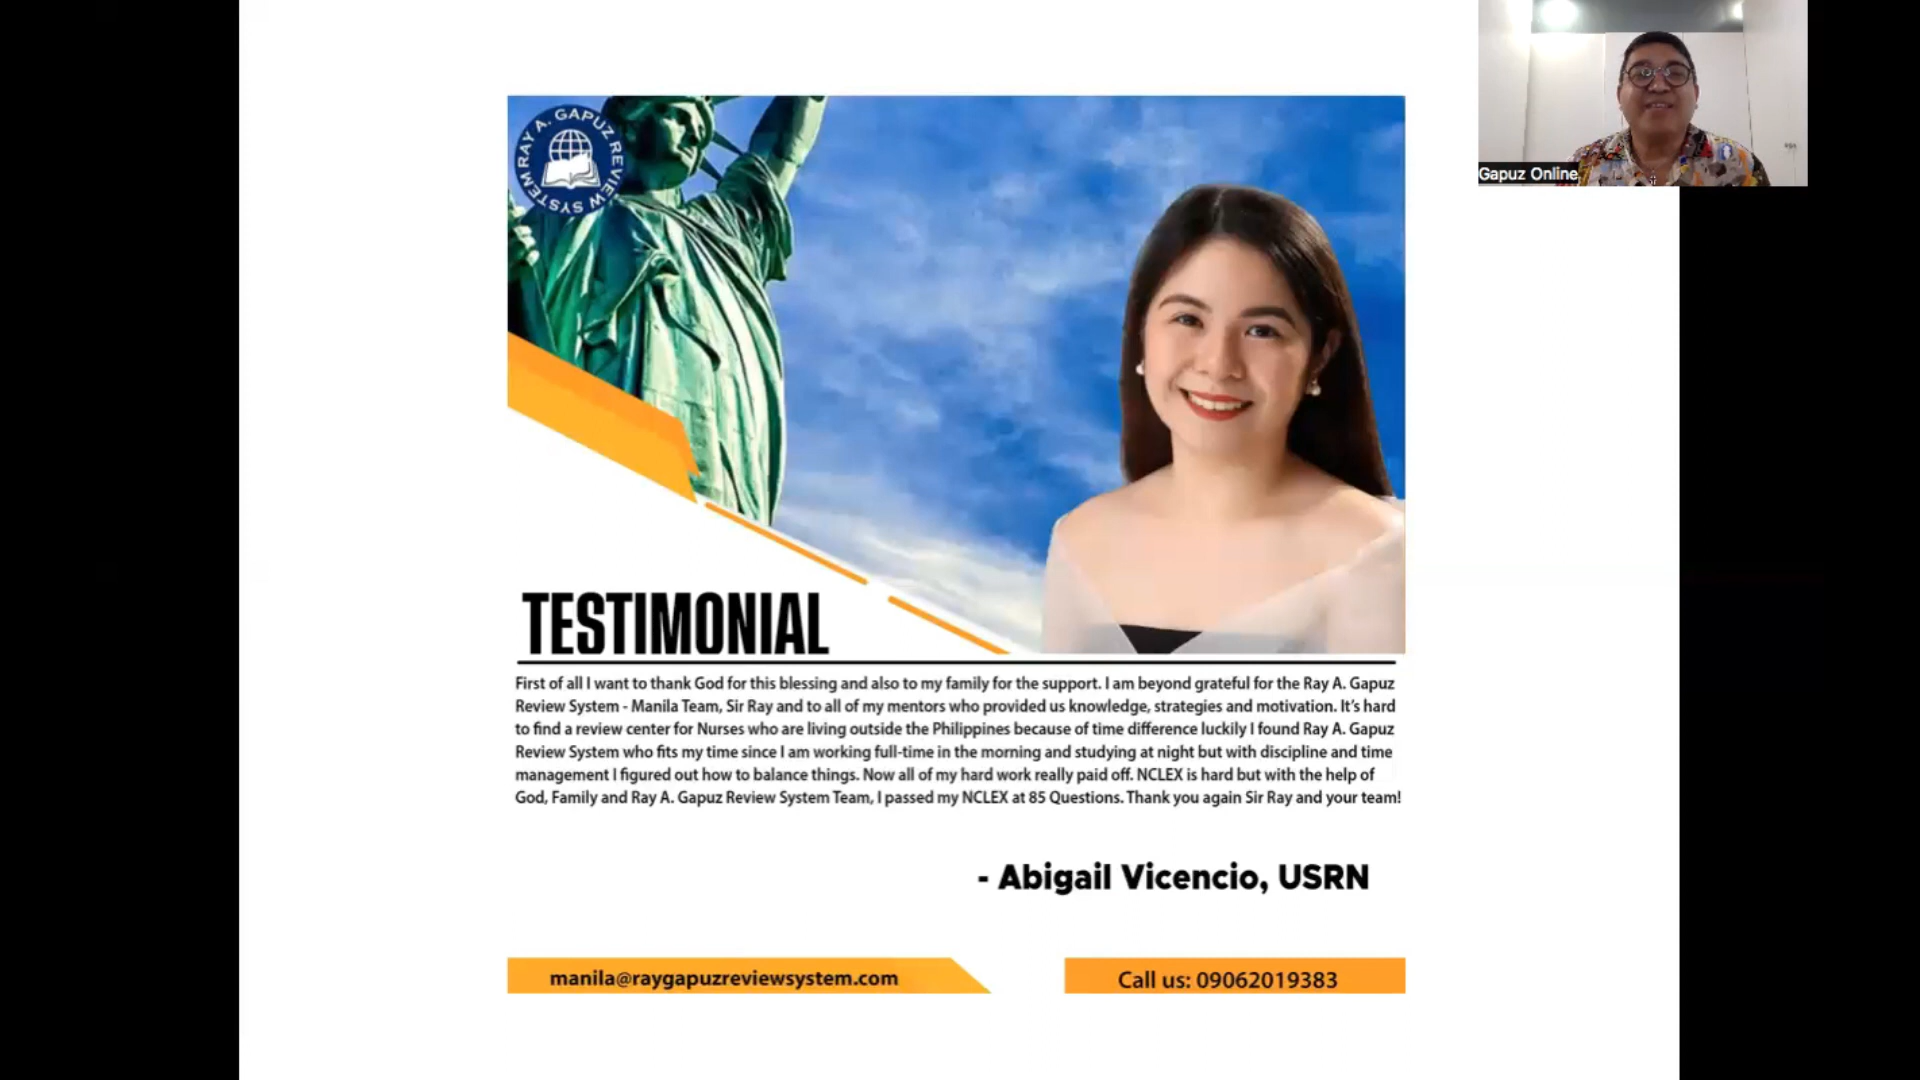 RAY A. GAPUZ REVIEW SYSTEM
Gapuz Online
TESTIMONIAL
First of all I want to thank God for this blessing and also to my family for the support. I am beyond grateful for the Ray A. Gapuz
Review System - Manila Team, Sir Ray and to all of my mentors who provided us knowledge, strategies and motivation. It's hard
to find a review center for Nurses who are living outside the Philippines because of time difference luckily I found Ray A. Gapuz
Review System who fits my time since I am working full-time in the morning and studying at night but with discipline and time
management I figured out how to balance things. Now all of my hard work really paid off. NCLEX is hard but with the help of
God, Family and Ray A. Gapuz Review System Team, I passed my NCLEX at 85 Questions. Thank you again Sir Ray and your team!
- Abigail Vicencio, USRN
manila@raygapuzreviewsystem.com
Call us: 09062019383